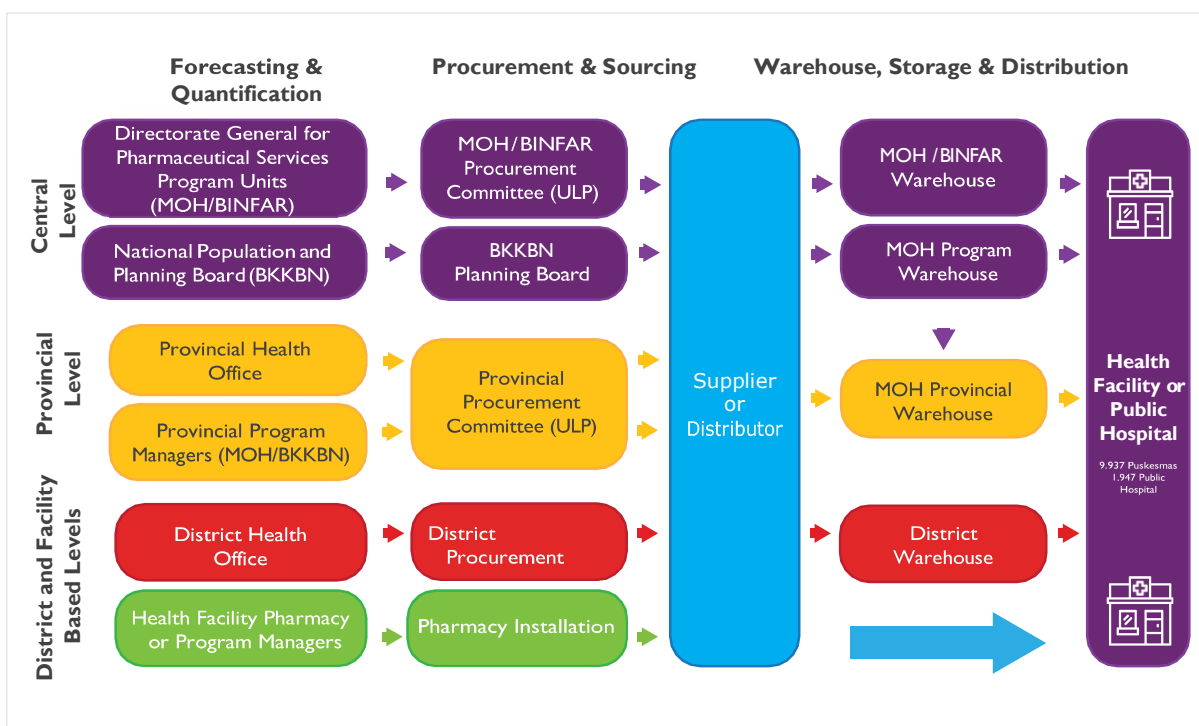 Forecasting &
Quantification
Procurement & Sourcing
Warehouse, Storage & Distribution
Central
Level
Directorate General for
Pharmaceutical Services
Program Units
(MOH/BINFAR)
MOH/BINFAR
Procurement
Committee (ULP)
MOH /BINFAR
Warehouse
National Population and
Planning Board (BKKBN)
BKKBN
Planning Board
MOH Program
Warehouse
Provincial
Level
Provincial Health
Office
Provincial Program
Managers (MOH/BKKBN)
Provincial
Procurement
Committee (ULP)
Supplier
or
Distributor
MOH Provincial
Warehouse
Health
Facility or
Public
Hospital
9.937 Puskesmas
1.947 Public
Hospital
District and Facility
Based Levels
District Health
Office
District
Procurement
District
Warehouse
Health Facility Pharmacy
or Program Managers
Pharmacy Installation